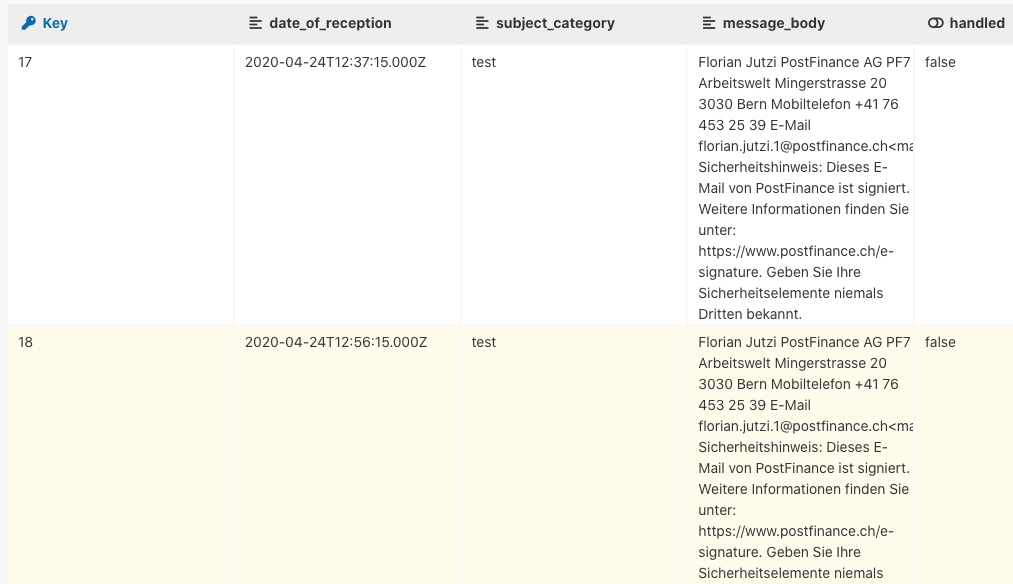 Key date_of_reception subject_category message_body handled
17 2020-04-24T12:37:15.000Z test Florian Jutzi PostFinance AG PF7 false
Arbeitswelt Mingerstrasse 20
3030 Bern Mobiltelefon +41 76
453 25 39 E-Mail
florian.jutzi.1@postfinance.ch<ma
Sicherheitshinweis: Dieses E-
Mail von PostFinance ist signiert.
Weitere Informationen finden Sie
unter:
https://www.postfinance.ch/e-
signature. Geben Sie Ihre
Sicherheitselemente niemals
Dritten bekannt.
18 2020-04-24T12:56:15.000Z test Florian Jutzi PostFinance AG PF7 false
Arbeitswelt Mingerstrasse 20
3030 Bern Mobiltelefon +41 76
453 25 39 E-Mail
florian.jutzi.1@postfinance.ch<ma
Sicherheitshinweis: Dieses E-
Mail von PostFinance ist signiert.
Weitere Informationen finden Sie
unter:
https://www.postfinance.ch/e-
signature. Geben Sie Ihre
Sicherheitselemente niemals